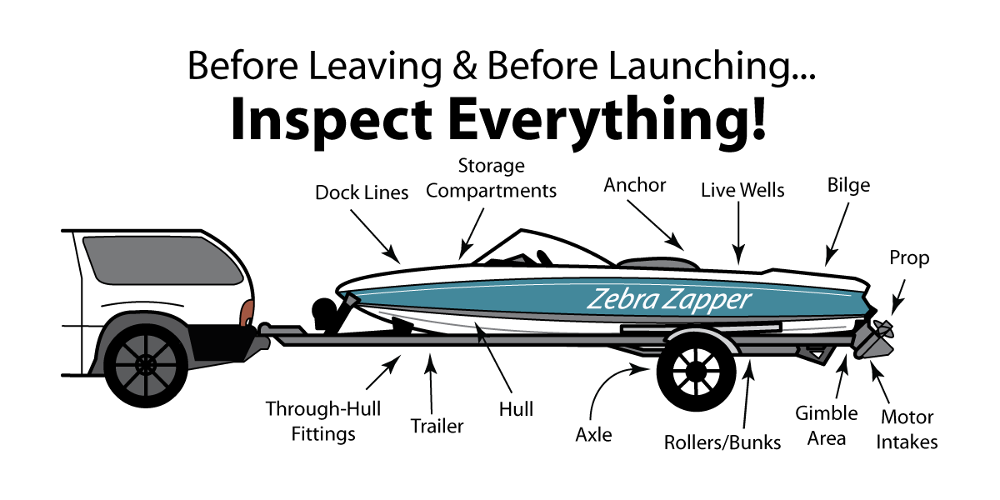 Before Leaving & Before Launching...
Inspect Everything!
Dock Lines
Storage
Compartments
Anchor
Live Wells
Bilge
Prop
Zebra Zapper
Through-Hull
Fittings
Trailer
Hull
Axle
Rollers/Bunks
Gimble
Area
Motor
Intakes